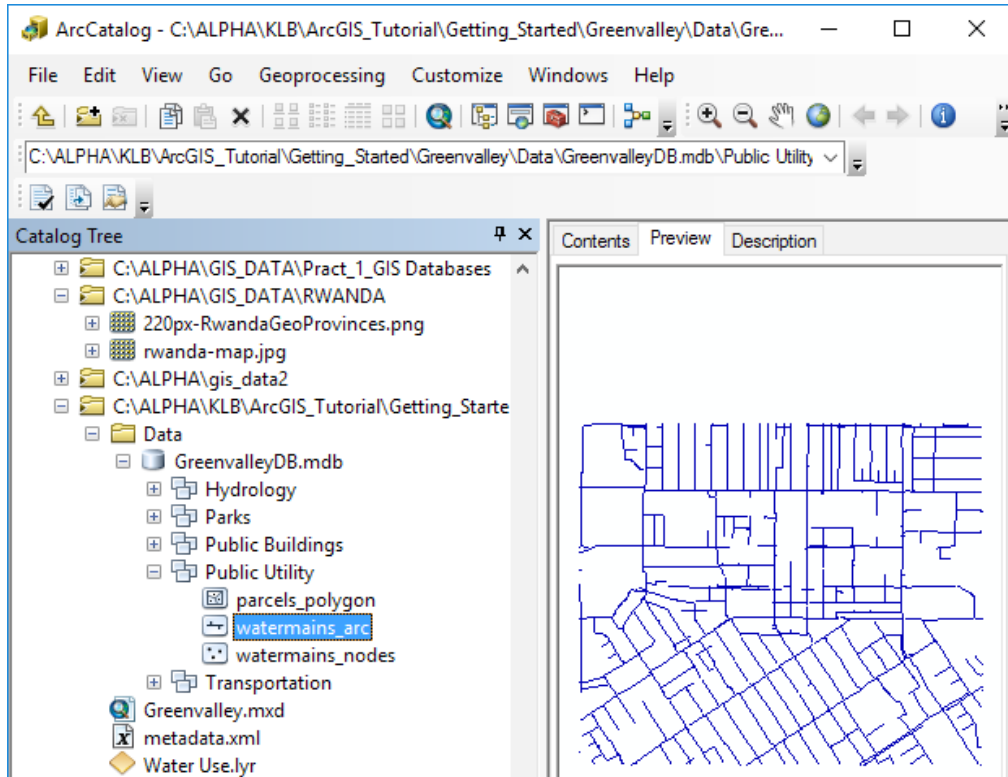 ArcCatalog - C:\ALPHA\KLB\ArcGIS_Tutorial\Getting_Started\Greenvalley\Data\Gre...
File Edit View Go Geoprocessing Customize Windows Help
C:\ALPHA\KLB\ArcGIS_Tutorial\Getting_Started\Greenvalley\Data\GreenvalleyDB.mdb\Public Utility
Catalog Tree
C:\ALPHA\GIS_DATA\Pract_1_GIS Databases
C:\ALPHA\GIS_DATA\RWANDA
220px-RwandaGeoProvinces.png
rwanda-map.jpg
C:\ALPHA\gis_data2
C:\ALPHA\KLB\ArcGIS_Tutorial\Getting_Starte
Data
GreenvalleyDB.mdb
Hydrology
Parks
Public Buildings
Public Utility
parcels_polygon
watermains_arc
watermains_nodes
Transportation
Greenvalley.mxd
metadata.xml
Water Use.lyr
Contents Preview Description